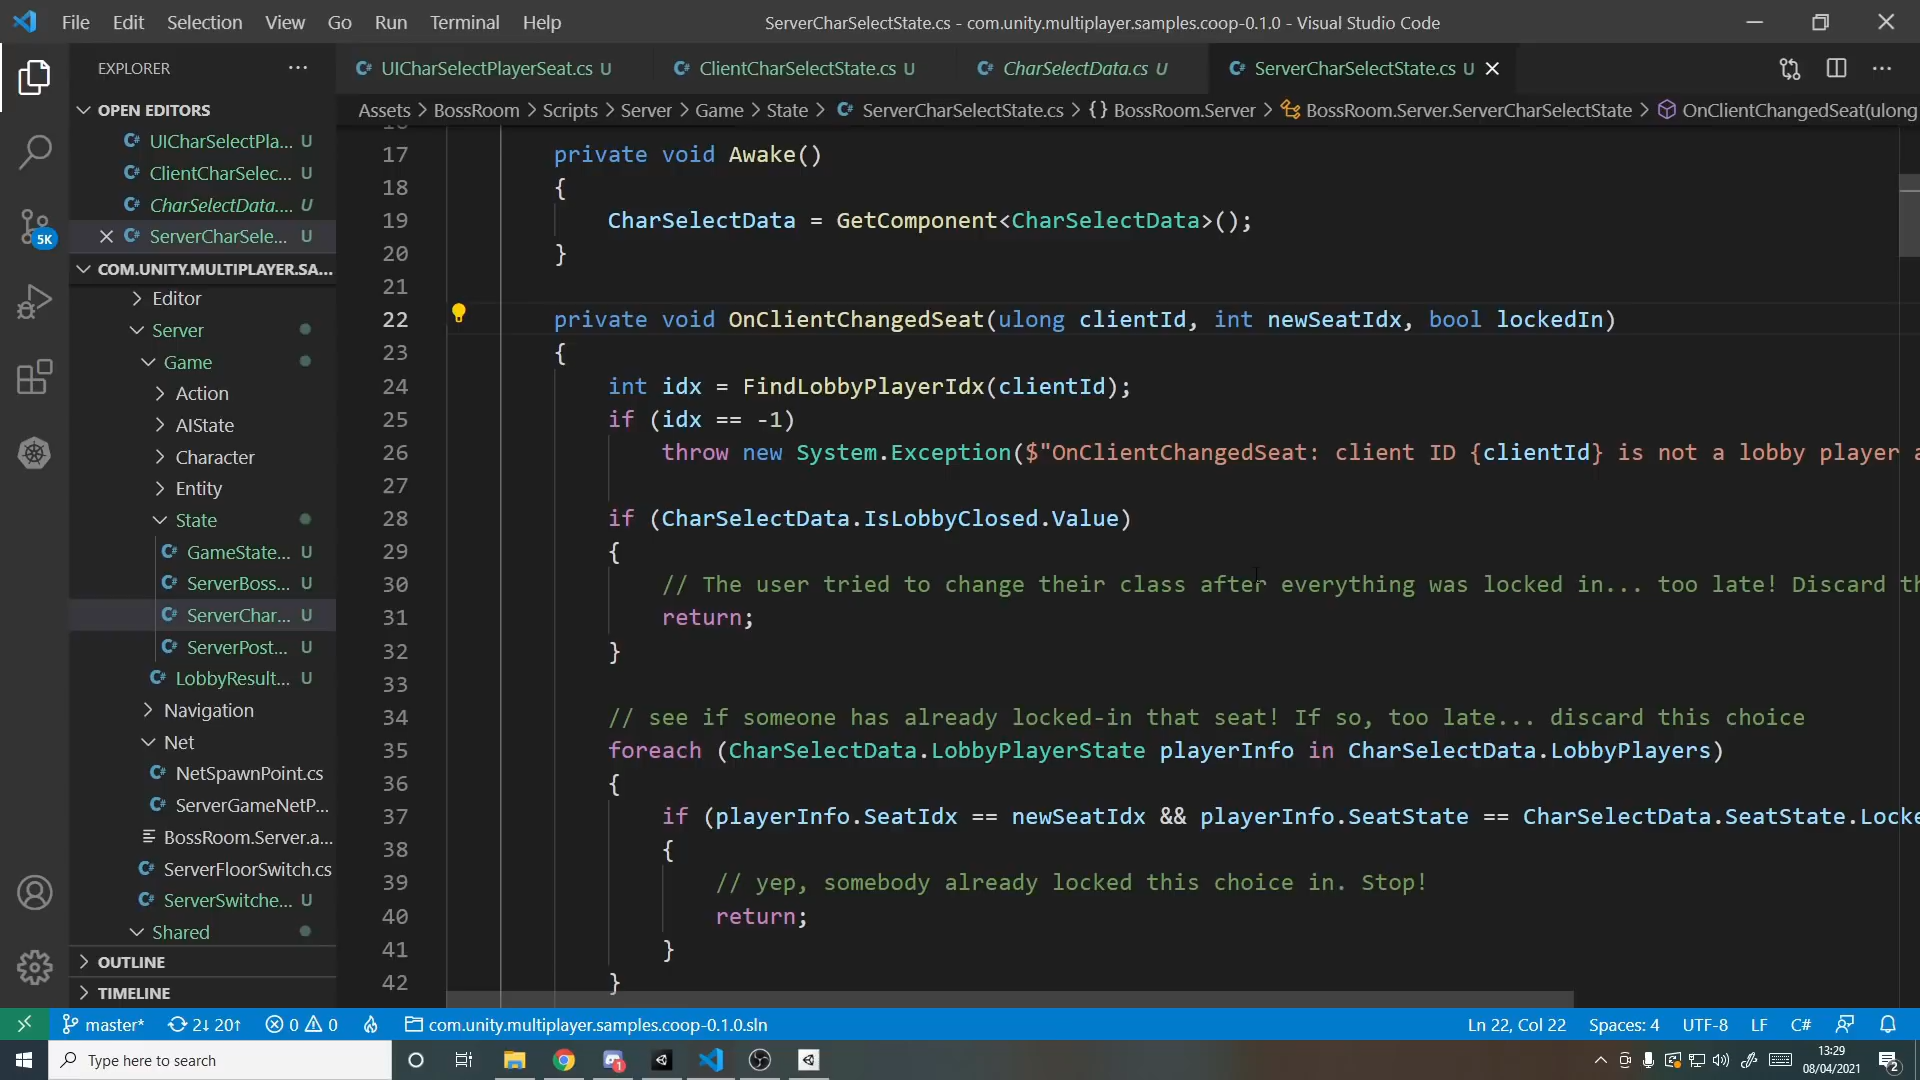 File Edit Selection View Go Run Terminal Help
ServerCharSelectState.cs - com.unity.multiplayer.samples.coop-0.1.0 - Visual Studio Code
EXPLORER
OPEN EDITORS
UICharSelectPla... U
ClientCharSelec... U
CharSelectData.... U
ServerCharSele... U
COM.UNITY.MULTIPLAYER.SA...
Editor
Server
Game
Action
AIState
Character
Entity
State
GameState... U
ServerBoss... U
ServerChar... U
ServerPost... U
LobbyResult... U
Navigation
Net
NetSpawnPoint.cs
ServerGameNetP...
BossRoom.Server.a...
ServerFloorSwitch.cs
ServerSwitche... U
Shared
OUTLINE
TIMELINE
5K
UICharSelectPlayerSeat.cs U ClientCharSelectState.cs U CharSelectData.cs U ServerCharSelectState.cs U
Assets > BossRoom > Scripts > Server > Game > State > ServerCharSelectState.cs > {} BossRoom.Server > BossRoom.Server.ServerCharSelectState > OnClientChangedSeat(ulong
17 private void Awake()
18 {
19 CharSelectData = GetComponent<CharSelectData>();
20 }
21
22 private void OnClientChangedSeat(ulong clientId, int newSeatIdx, bool lockedIn)
23 {
24 int idx = FindLobbyPlayerIdx(clientId);
25 if (idx == -1)
26 throw new System.Exception($"OnClientChangedSeat: client ID {clientId} is not a lobby player a
27
28 if (CharSelectData.IsLobbyClosed.Value)
29 {
30 // The user tried to change their class after everything was locked in... too late! Discard th
31 return;
32 }
33
34 // see if someone has already locked-in that seat! If so, too late... discard this choice
35 foreach (CharSelectData.LobbyPlayerState playerInfo in CharSelectData.LobbyPlayers)
36 {
37 if (playerInfo.SeatIdx == newSeatIdx && playerInfo.SeatState == CharSelectData.SeatState.Locke
38 {
39 // yep, somebody already locked this choice in. Stop!
40 return;
41 }
42 }
master* 2↓ 20↑ 0 0 com.unity.multiplayer.samples.coop-0.1.0.sln
Ln 22, Col 22 Spaces: 4 UTF-8 LF C#
Type here to search
1
13:29
08/04/2021
2